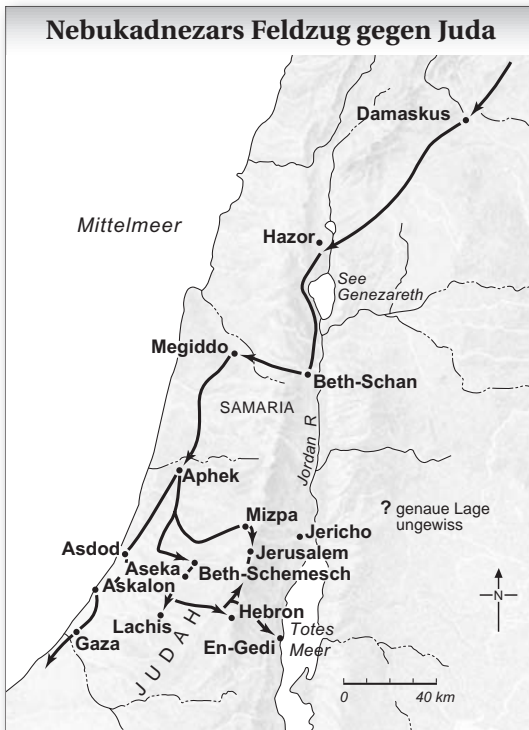 Nebukadnezars Feldzug gegen Juda
Damaskus
Mittelmeer
Hazor
See
Genezareth
Megiddo
Beth-Schan
SAMARIA
Jordan R
Aphek
? genaue Lage
ungewiss
Mizpa
Jericho
Asdod
Jerusalem
Aseka
Beth-Schemesch
Askalon
N
Hebron
Lachis
Totes
Meer
Gaza
En-Gedi
JUDAH
0 40 km